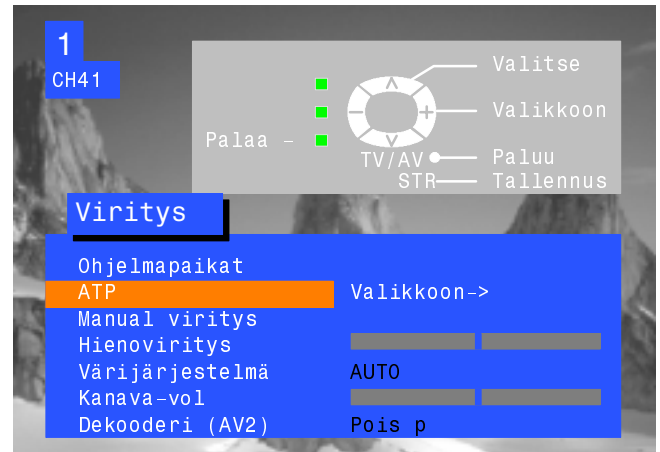 1
CH41
Valitse
Valikkoon
Palaa -
TV/AV Paluu
STR Tallennus
Viritys
Ohjelmapaikat
ATP Valikkoon->
Manual viritys
Hienoviritys
Värijärjestelmä AUTO
Kanava-vol
Dekooderi (AV2) Pois p